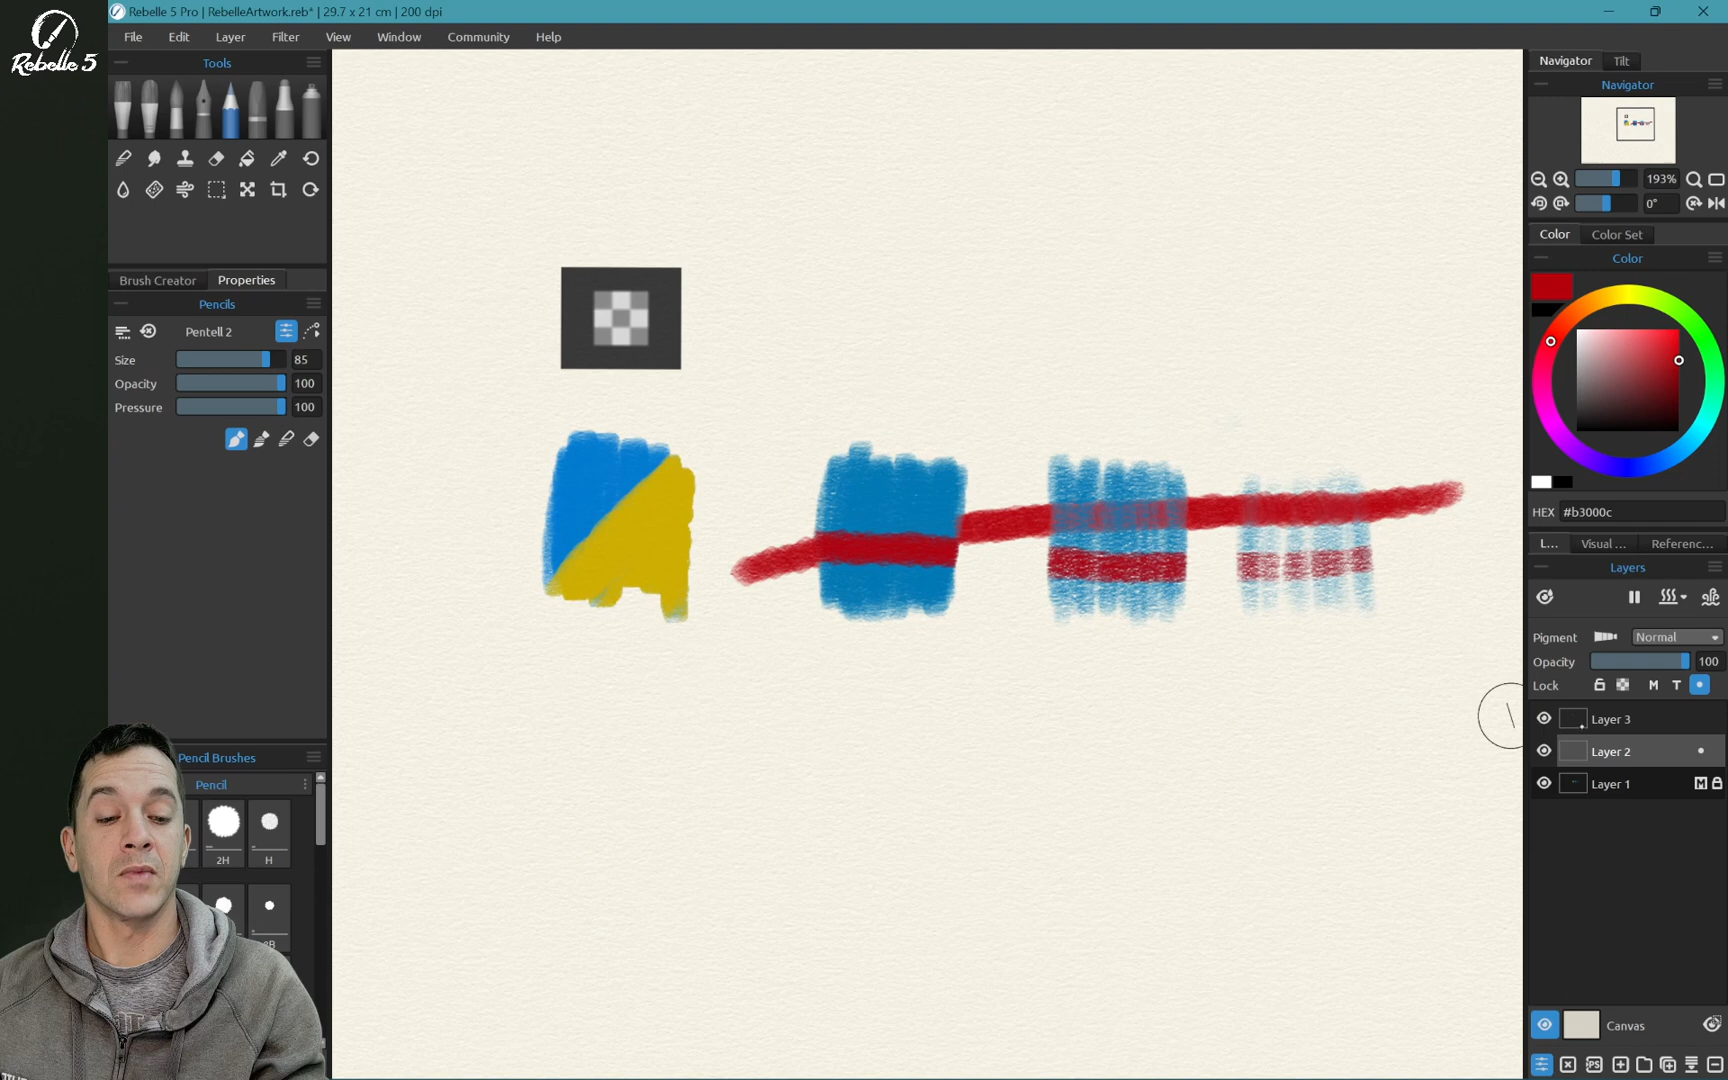 Rebelle 5
Rebelle 5 Pro | RebelleArtwork.reb* | 29.7 x 21 cm | 200 dpi
File Edit Layer Filter View Window Community Help
Tools
Brush Creator Properties
Pencils
Pentell 2
Size 85
Opacity 100
Pressure 100
Pencil Brushes
Pencil
2H H
Navigator Tilt
Navigator
193%
0°
Color Color Set
Color
HEX #b3000c
L... Visual ... Referenc...
Layers
Pigment Normal
Opacity 100
Lock M T
Layer 3
Layer 2
Layer 1 M
Canvas
PS